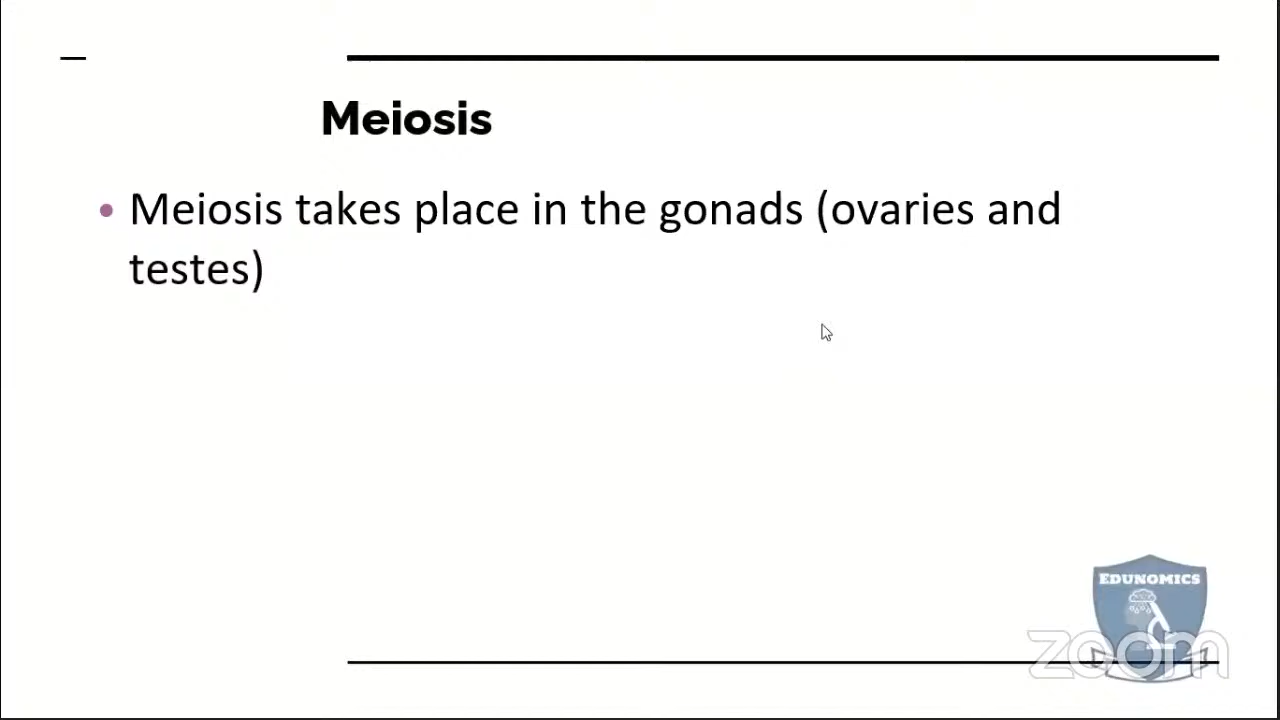 Meiosis
• Meiosis takes place in the gonads (ovaries and
testes)
EDUNOMICS
zoom